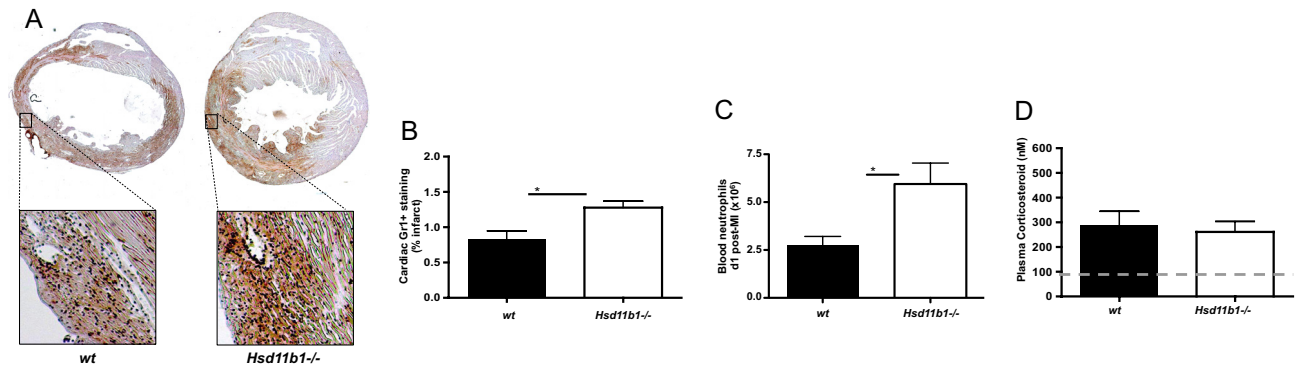 A
wt
Hsd11b1-/-
B
Cardiac Gr1+ staining
(% infarct)
2.0
1.5
1.0
0.5
0.0
*
wt
Hsd11b1-/-
C
Blood neutrophils
d1 post-MI (x10⁶)
7.5
5.0
2.5
0.0
*
wt
Hsd11b1-/-
D
Plasma Corticosteroid (nM)
600
500
400
300
200
100
0
wt
Hsd11b1-/-